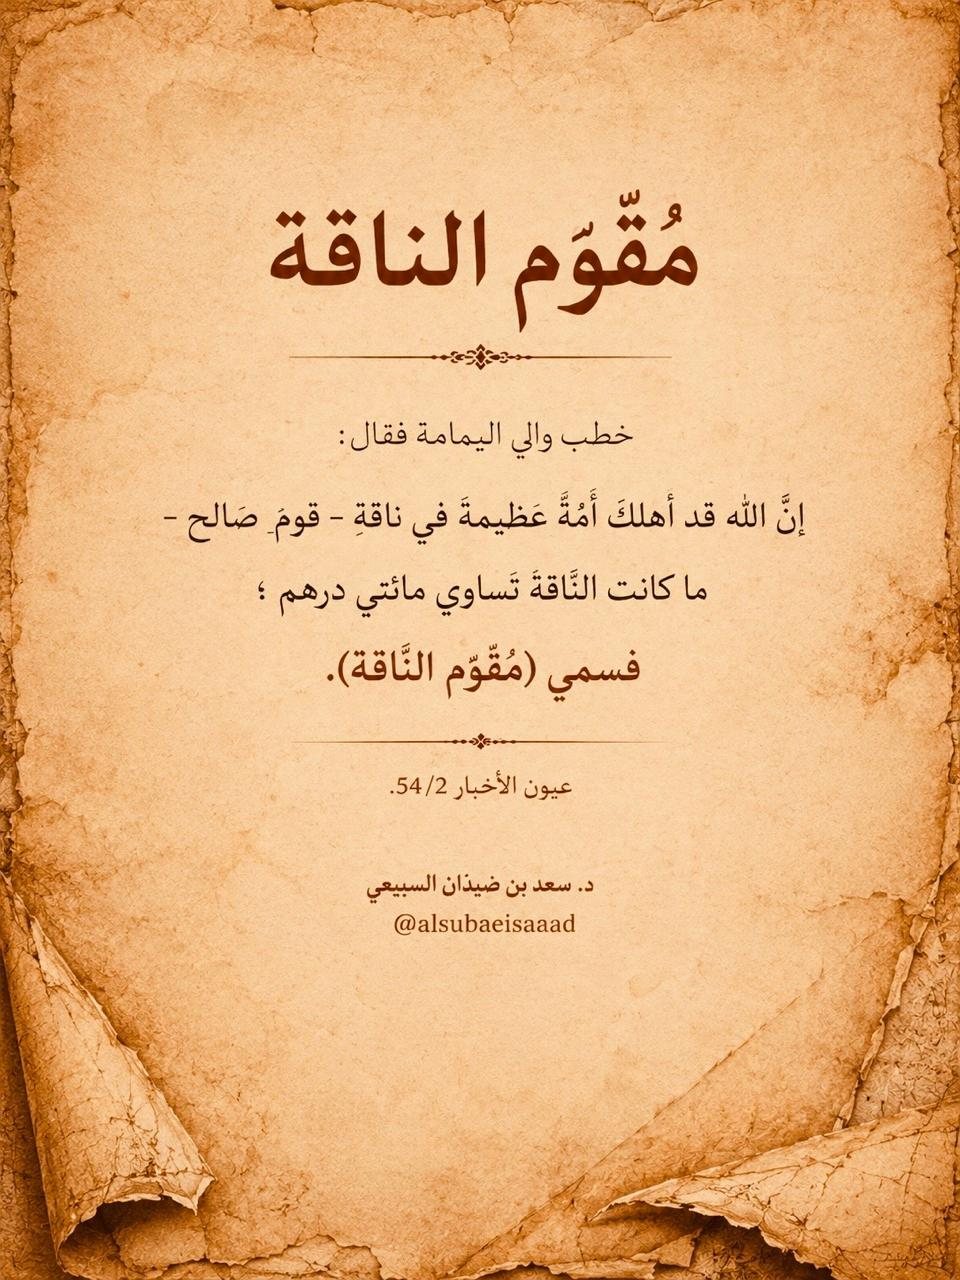 مُقّوَم الناقة
خطب والي اليمامة فقال:
إنَّ الله قد أهلكَ أُمُةَّ عَظيمةَ في ناقةِ - قومَ ِ صَالح -
ما كانت النَّاقةَ تَساوي مائتي درهم ؛
فسمي (مُقّوّم النَّاقة).
عيون الأخبار 54/2.
د. سعد بن ضيذان السبيعي
@alsubaeisaaad